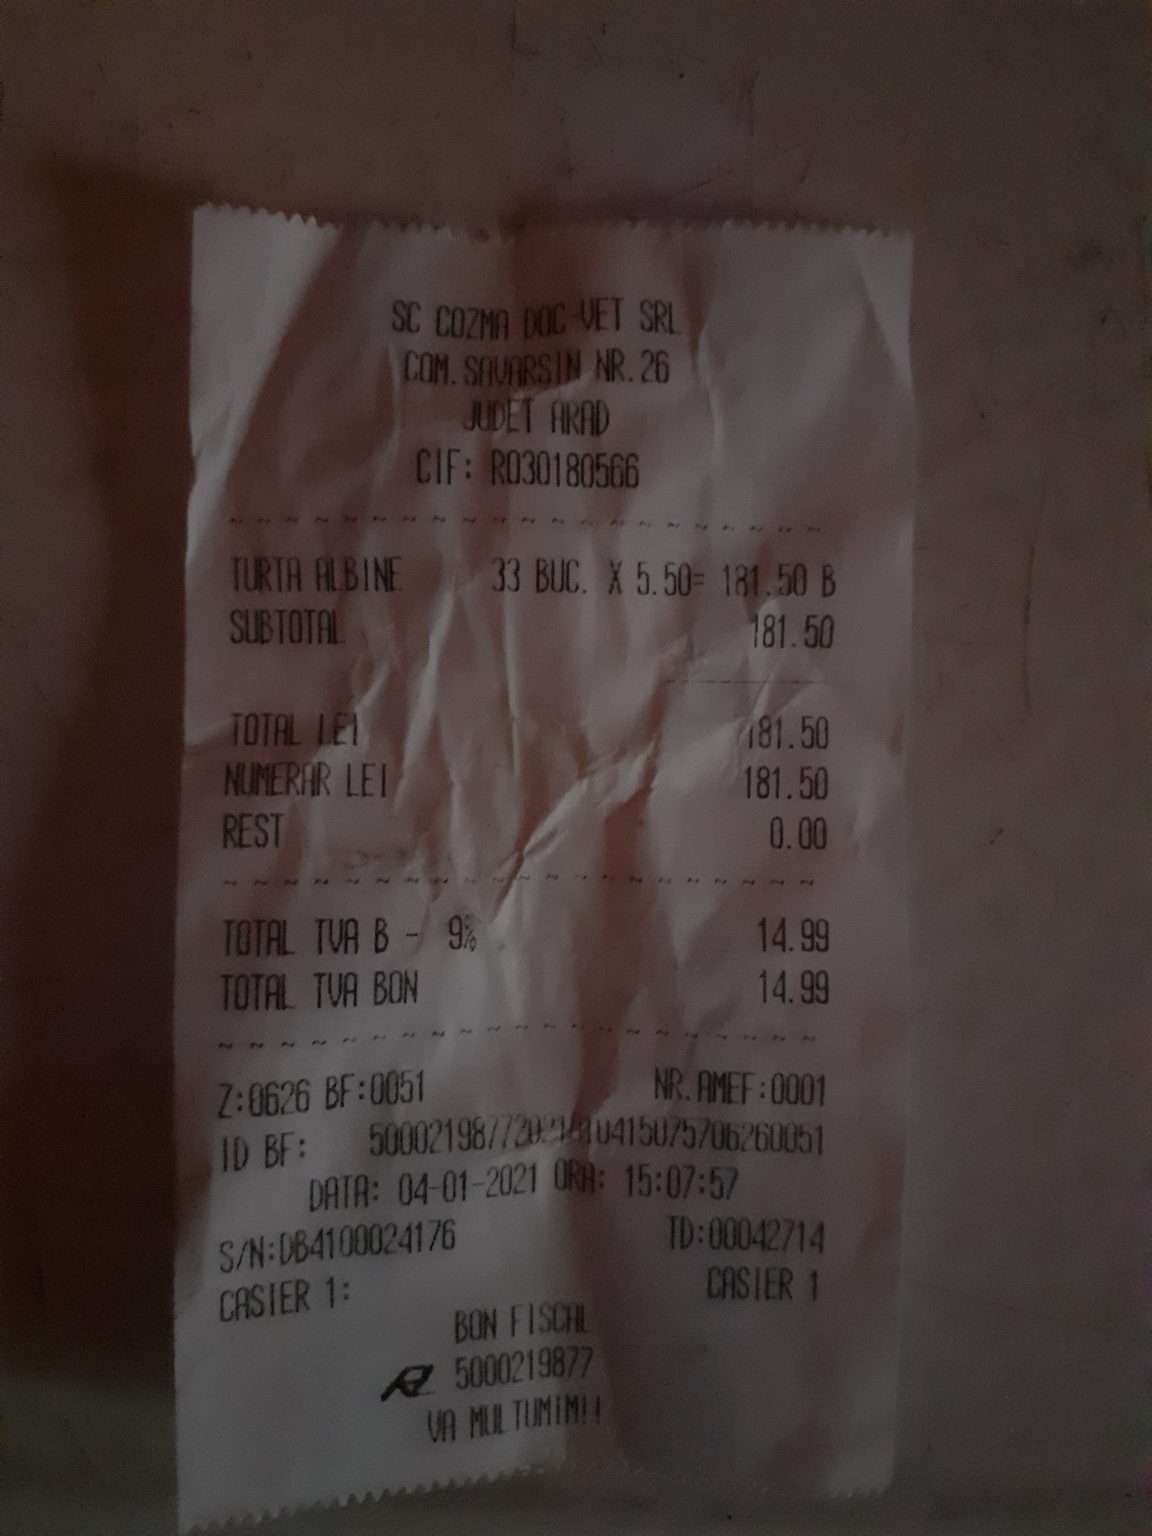 SC COZMA DOC VET SRL
COM. SAVARSIN NR. 26
JUDET ARAD
CIF: RO30180566
TURTA ALBINE 33 BUC. X 5.50= 181.50 B
SUBTOTAL 181.50
TOTAL LEI 181.50
NUMERAR LEI 181.50
REST 0.00
TOTAL TVA B - 9% 14.99
TOTAL TVA BON 14.99
Z:0626 BF:0051 NR.AMEF:0001
ID BF: 50002198772021010415075706260051
DATA: 04-01-2021 ORA: 15:07:57
S/N:DB4100024176 TD:00042714
CASIER 1: CASIER 1
BON FISCAL
5000219877
VA MULTUMIM!!